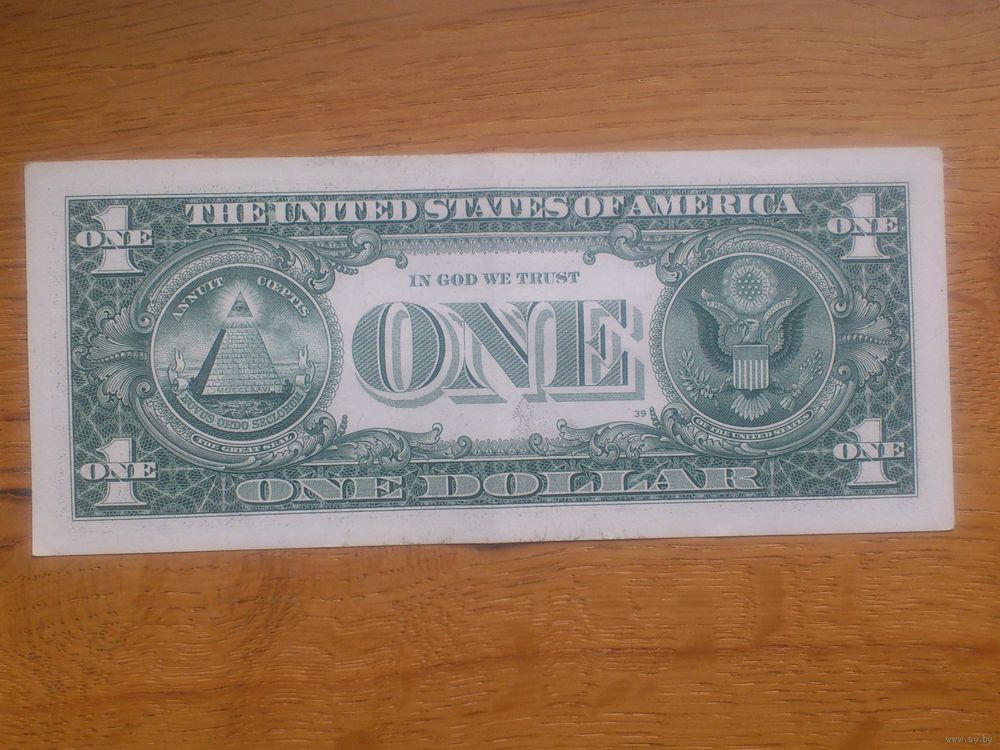 THE UNITED STATES OF AMERICA
1
ONE
1
ONE
ANNUIT CŒPTIS
IN GOD WE TRUST
ONE
NOVUS ORDO SECLORUM
THE GREAT SEAL
39
OF THE UNITED STATES
1
ONE
1
ONE
ONE DOLLAR
www.ay.by